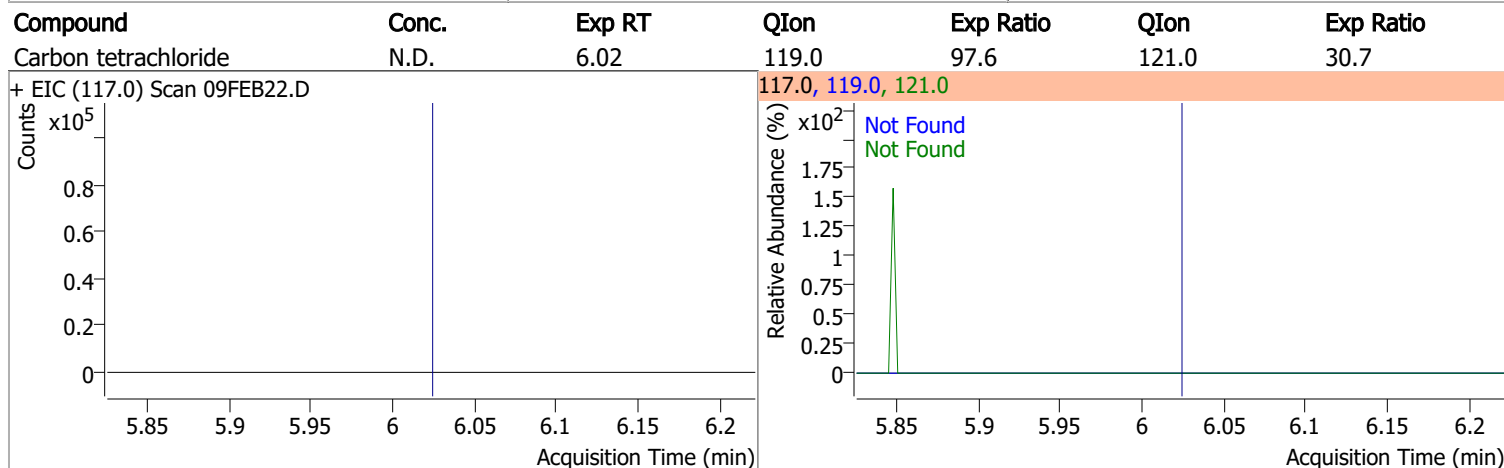 Compound Conc. Exp RT QIon Exp Ratio QIon Exp Ratio
Carbon tetrachloride N.D. 6.02 119.0 97.6 121.0 30.7
+ EIC (117.0) Scan 09FEB22.D
Counts
x10⁵
0.8
0.6
0.4
0.2
0
5.85 5.9 5.95 6 6.05 6.1 6.15 6.2
Acquisition Time (min)
117.0, 119.0, 121.0
Relative Abundance (%)
x10²
Not Found
Not Found
1.75
1.5
1.25
1
0.75
0.5
0.25
0
5.85 5.9 5.95 6 6.05 6.1 6.15 6.2
Acquisition Time (min)